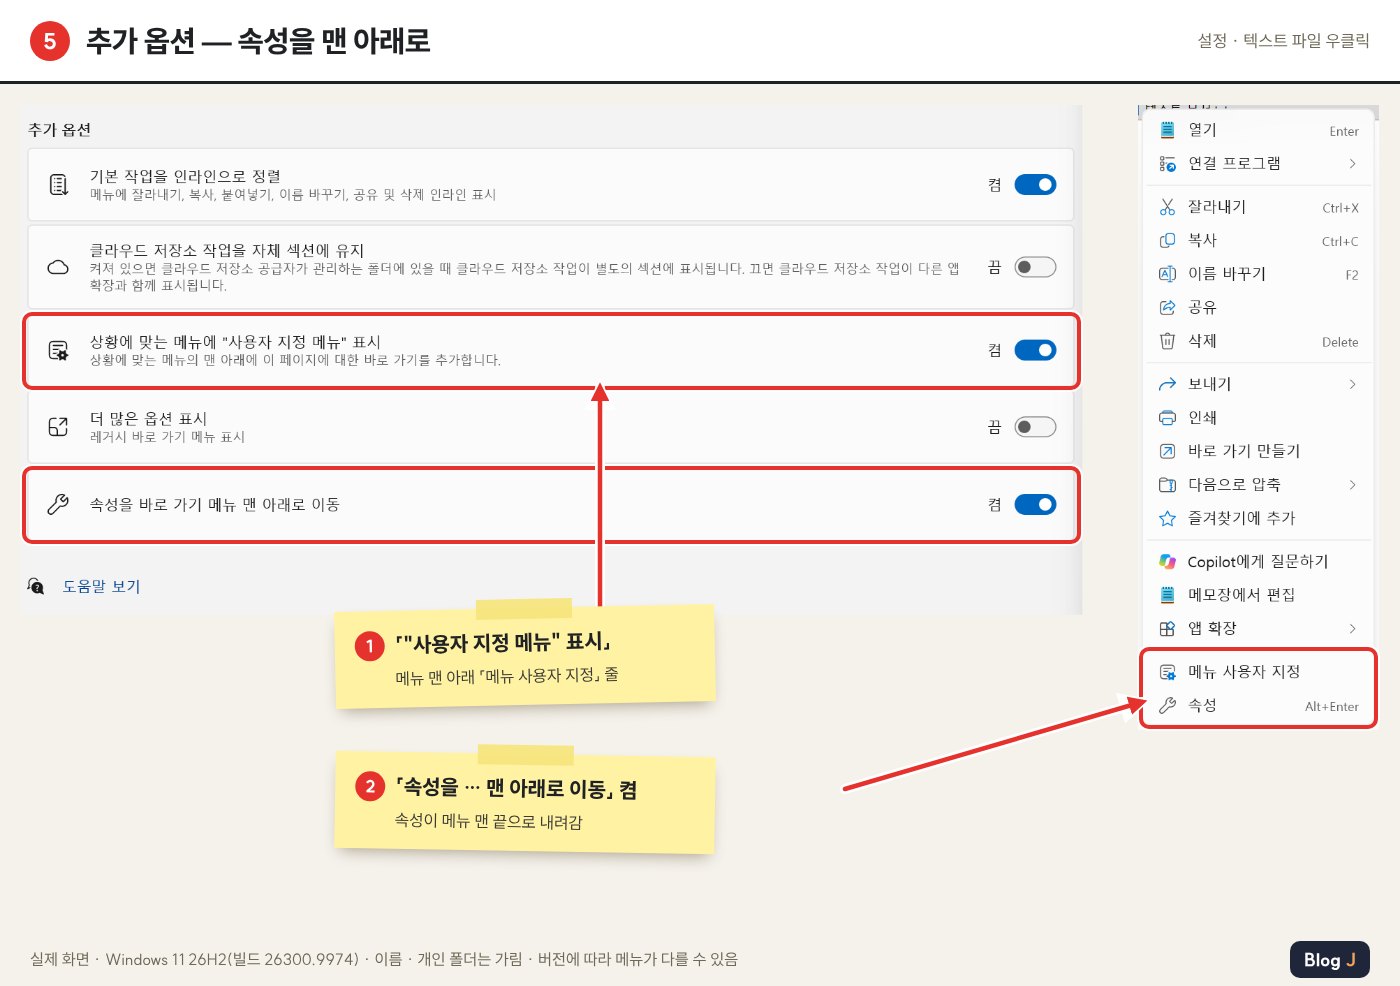 5 추가 옵션 — 속성을 맨 아래로
설정 · 텍스트 파일 우클릭
추가 옵션
기본 작업을 인라인으로 정렬
메뉴에 잘라내기, 복사, 붙여넣기, 이름 바꾸기, 공유 및 삭제 인라인 표시
켬
클라우드 저장소 작업을 자체 섹션에 유지
켜져 있으면 클라우드 저장소 공급자가 관리하는 폴더에 있을 때 클라우드 저장소 작업이 별도의 섹션에 표시됩니다. 끄면 클라우드 저장소 작업이 다른 앱
확장과 함께 표시됩니다.
끔
상황에 맞는 메뉴에 "사용자 지정 메뉴" 표시
상황에 맞는 메뉴의 맨 아래에 이 페이지에 대한 바로 가기를 추가합니다.
켬
더 많은 옵션 표시
레거시 바로 가기 메뉴 표시
끔
속성을 바로 가기 메뉴 맨 아래로 이동
켬
도움말 보기
열기 Enter
연결 프로그램
잘라내기 Ctrl+X
복사 Ctrl+C
이름 바꾸기 F2
공유
삭제 Delete
보내기
인쇄
바로 가기 만들기
다음으로 압축
즐겨찾기에 추가
Copilot에게 질문하기
메모장에서 편집
앱 확장
메뉴 사용자 지정
속성 Alt+Enter
1 「"사용자 지정 메뉴" 표시」
메뉴 맨 아래 「메뉴 사용자 지정」 줄
2 「속성을 … 맨 아래로 이동」 켬
속성이 메뉴 맨 끝으로 내려감
실제 화면 · Windows 11 26H2(빌드 26300.9974) · 이름 · 개인 폴더는 가림 · 버전에 따라 메뉴가 다를 수 있음
Blog J